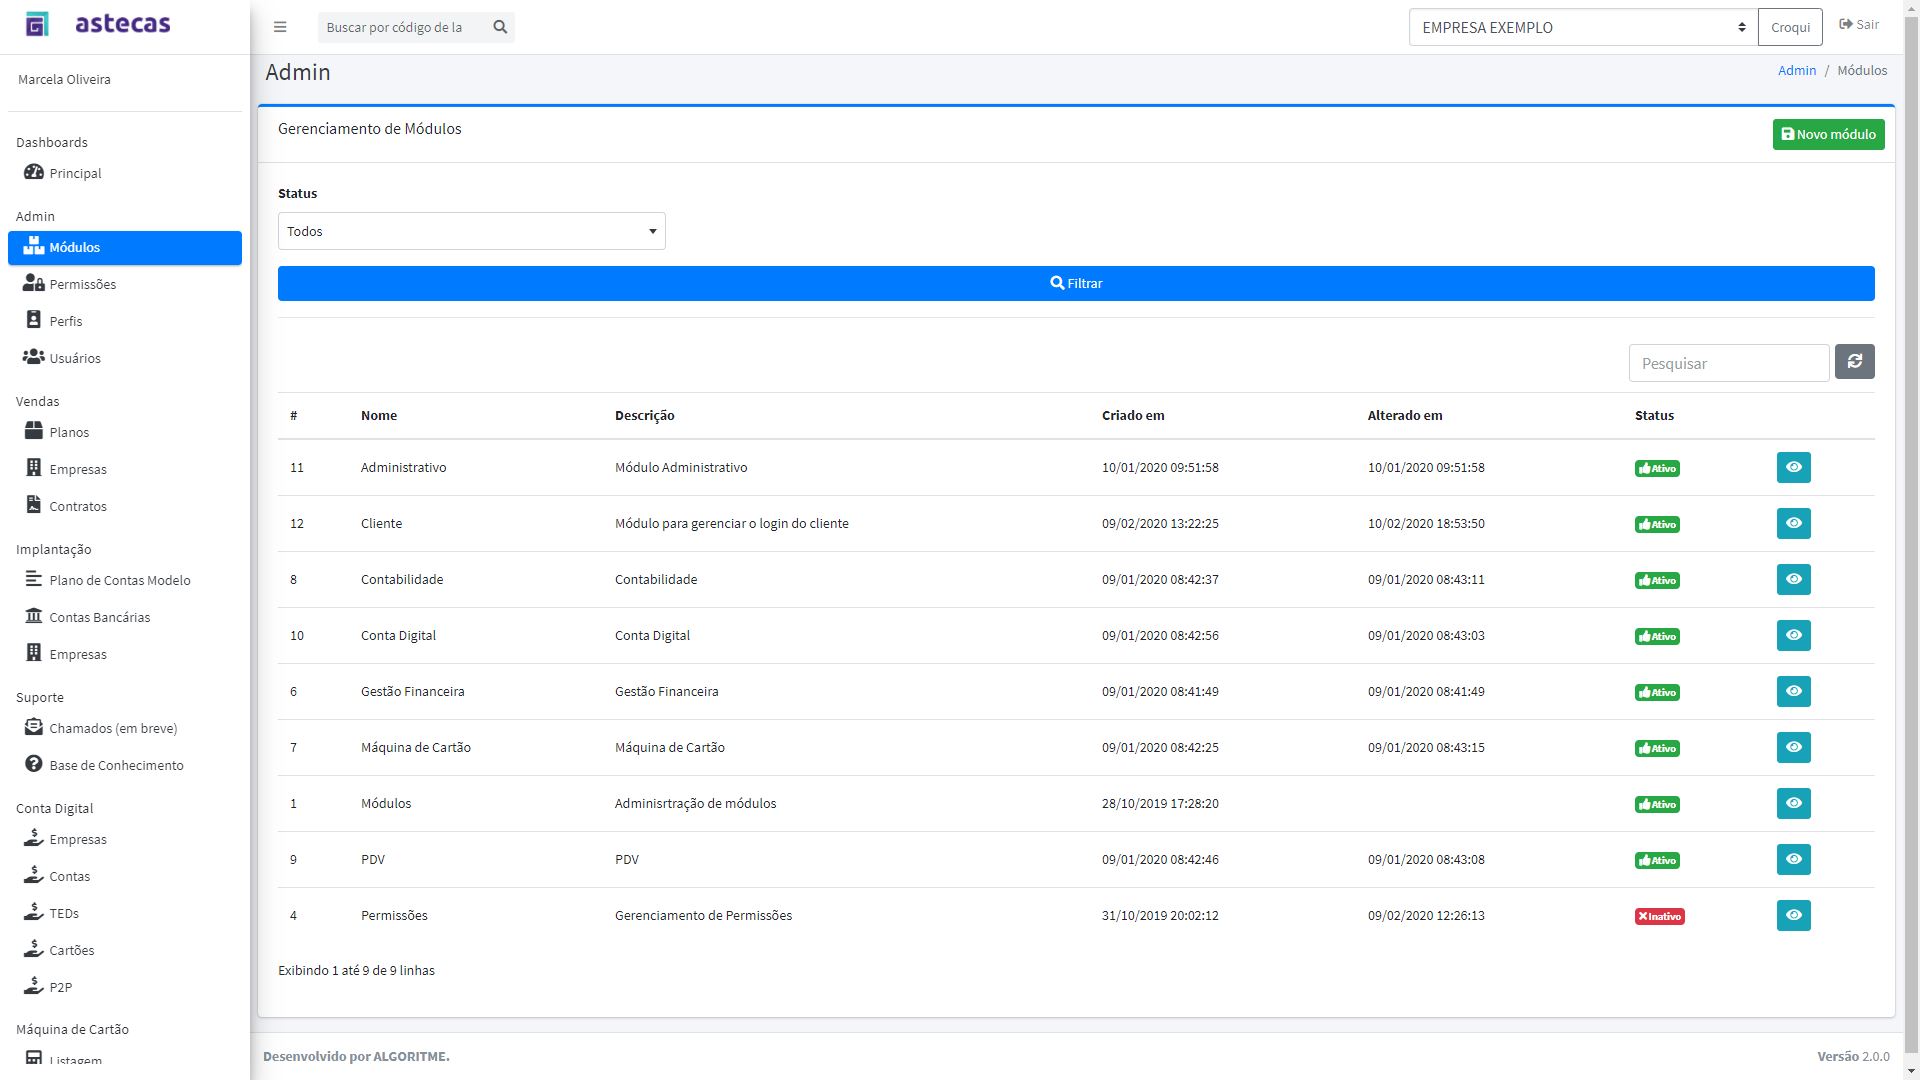 astecas
Buscar por código de la
EMPRESA EXEMPLO
Croqui
Sair
Marcela Oliveira
Dashboards
Principal
Admin
Módulos
Permissões
Perfis
Usuários
Vendas
Planos
Empresas
Contratos
Implantação
Plano de Contas Modelo
Contas Bancárias
Empresas
Suporte
Chamados (em breve)
Base de Conhecimento
Conta Digital
Empresas
Contas
TEDs
Cartões
P2P
Máquina de Cartão
Listagem
Admin
Admin / Módulos
Gerenciamento de Módulos
Novo módulo
Status
Todos
Filtrar
Pesquisar
# Nome Descrição Criado em Alterado em Status
11 Administrativo Módulo Administrativo 10/01/2020 09:51:58 10/01/2020 09:51:58 Ativo
12 Cliente Módulo para gerenciar o login do cliente 09/02/2020 13:22:25 10/02/2020 18:53:50 Ativo
8 Contabilidade Contabilidade 09/01/2020 08:42:37 09/01/2020 08:43:11 Ativo
10 Conta Digital Conta Digital 09/01/2020 08:42:56 09/01/2020 08:43:03 Ativo
6 Gestão Financeira Gestão Financeira 09/01/2020 08:41:49 09/01/2020 08:41:49 Ativo
7 Máquina de Cartão Máquina de Cartão 09/01/2020 08:42:25 09/01/2020 08:43:15 Ativo
1 Módulos Adminisrtração de módulos 28/10/2019 17:28:20 Ativo
9 PDV PDV 09/01/2020 08:42:46 09/01/2020 08:43:08 Ativo
4 Permissões Gerenciamento de Permissões 31/10/2019 20:02:12 09/02/2020 12:26:13 Inativo
Exibindo 1 até 9 de 9 linhas
Desenvolvido por ALGORITME.
Versão 2.0.0